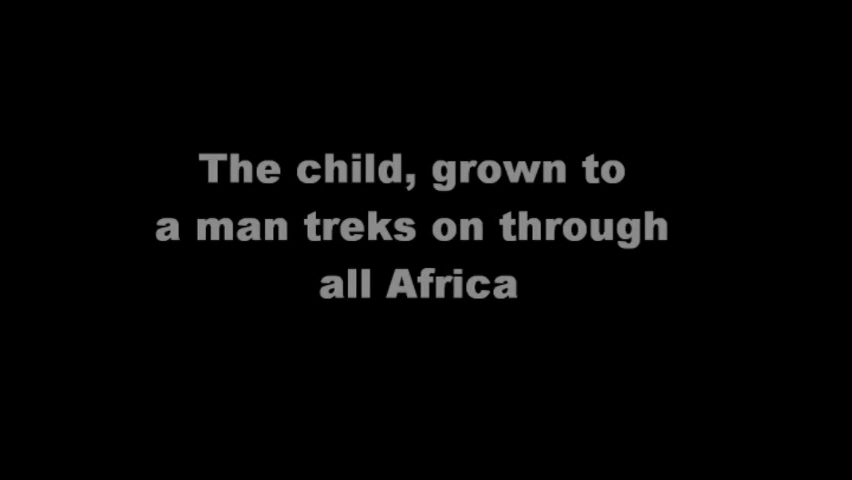 The child, grown to
a man treks on through
all Africa